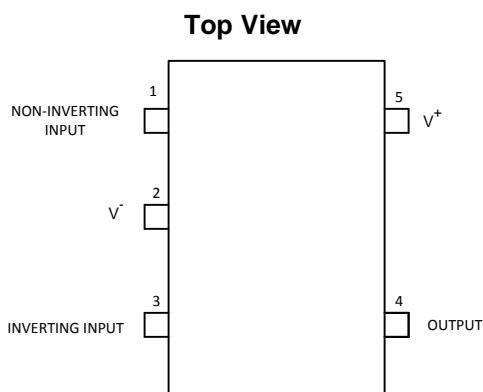 Top View
1
NON-INVERTING
INPUT
5
V+
2
V-
3
INVERTING INPUT
4
OUTPUT